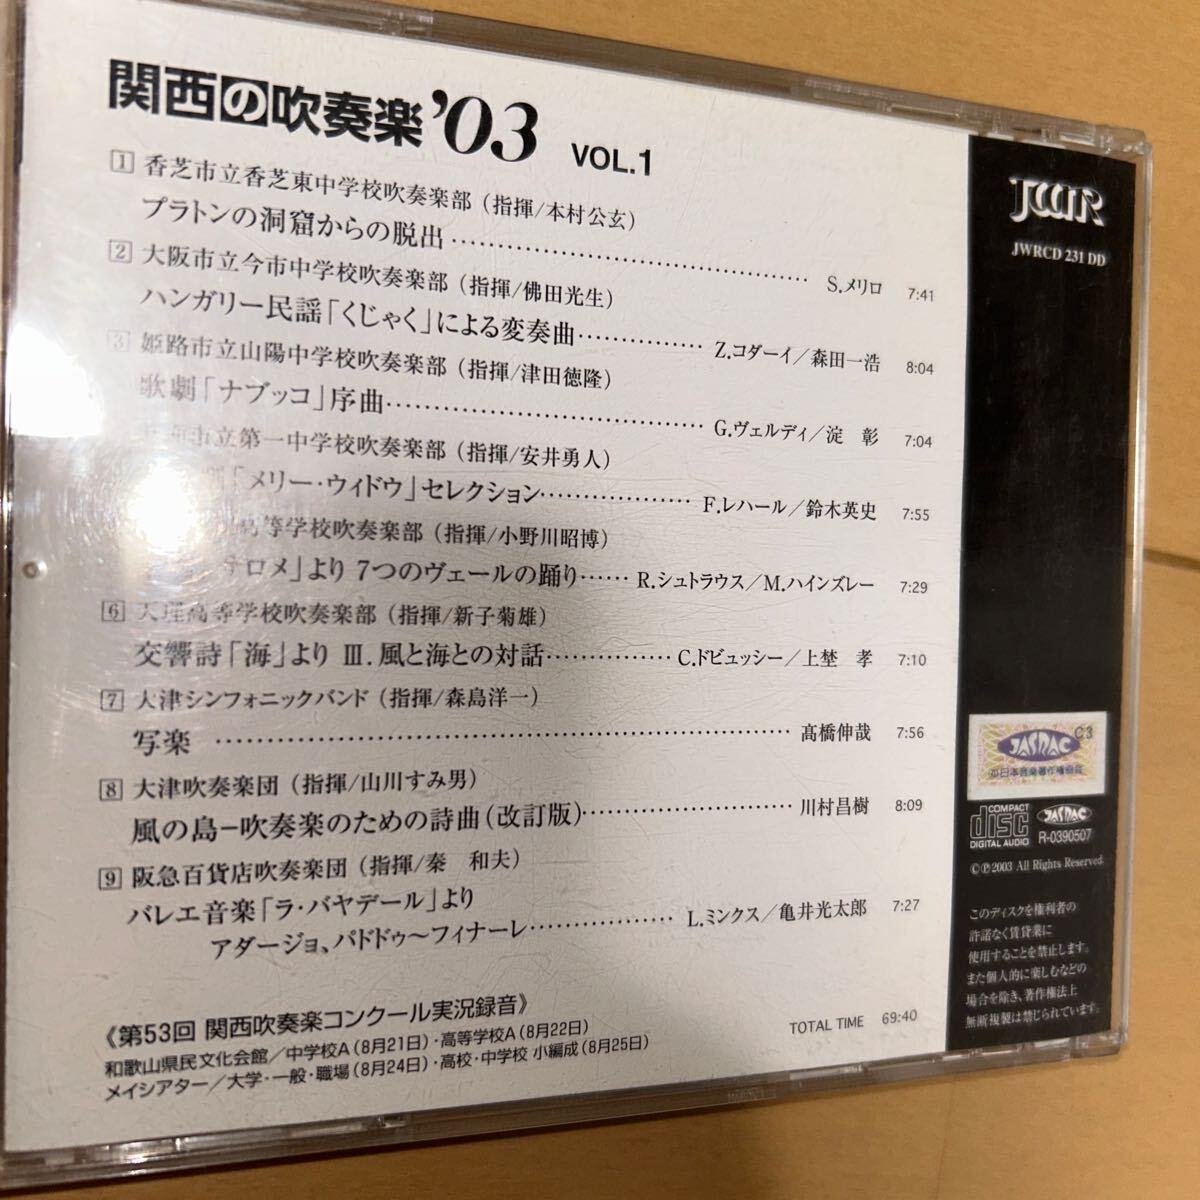 関西の吹奏楽'03 VOL.1
1 香芝市立香芝東中学校吹奏楽部 (指揮/本村公玄)
プラトンの洞窟からの脱出 S.メリロ 7:41
2 大阪市立今市中学校吹奏楽部 (指揮/佛田光生)
ハンガリー民謡「くじゃく」による変奏曲 Z.コダーイ/森田一浩 8:04
3 姫路市立山陽中学校吹奏楽部 (指揮/津田徳隆)
歌劇「ナブッコ」序曲 G.ヴェルディ/淀 彰 7:04
市立第一中学校吹奏楽部 (指揮/安井勇人)
「メリー・ウィドウ」セレクション F.レハール/鈴木英史 7:55
高等学校吹奏楽部 (指揮/小野川昭博)
サロメ」より 7つのヴェールの踊り R.シュトラウス/M.ハインズレー 7:29
6 天理高等学校吹奏楽部 (指揮/新子菊雄)
交響詩「海」より III.風と海との対話 C.ドビュッシー/上埜 孝 7:10
7 大津シンフォニックバンド (指揮/森島洋一)
写楽 髙橋伸哉 7:56
8 大津吹奏楽団 (指揮/山川すみ男)
風の島−吹奏楽のための詩曲(改訂版) 川村昌樹 8:09
9 阪急百貨店吹奏楽団 (指揮/秦 和夫)
バレエ音楽「ラ・バヤデール」より
アダージョ、パドドゥ〜フィナーレ L.ミンクス/亀井光太郎 7:27
《第53回 関西吹奏楽コンクール実況録音》
和歌山県民文化会館/中学校A(8月21日)・高等学校A(8月22日)
メイシアター/大学・一般・職場(8月24日)・高校・中学校 小編成(8月25日)
TOTAL TIME 69:40
JWR
JWRCD 231 DD
C3
JASRAC
(社)日本音楽著作権協会
COMPACT
disc
DIGITAL AUDIO
JASRAC
R-0390507
©℗2003 All Rights Reserved.
このディスクを権利者の
許諾なく賃貸業に
使用することを禁止します。
また個人的に楽しむなどの
場合を除き、著作権法上
無断複製は禁じられています。